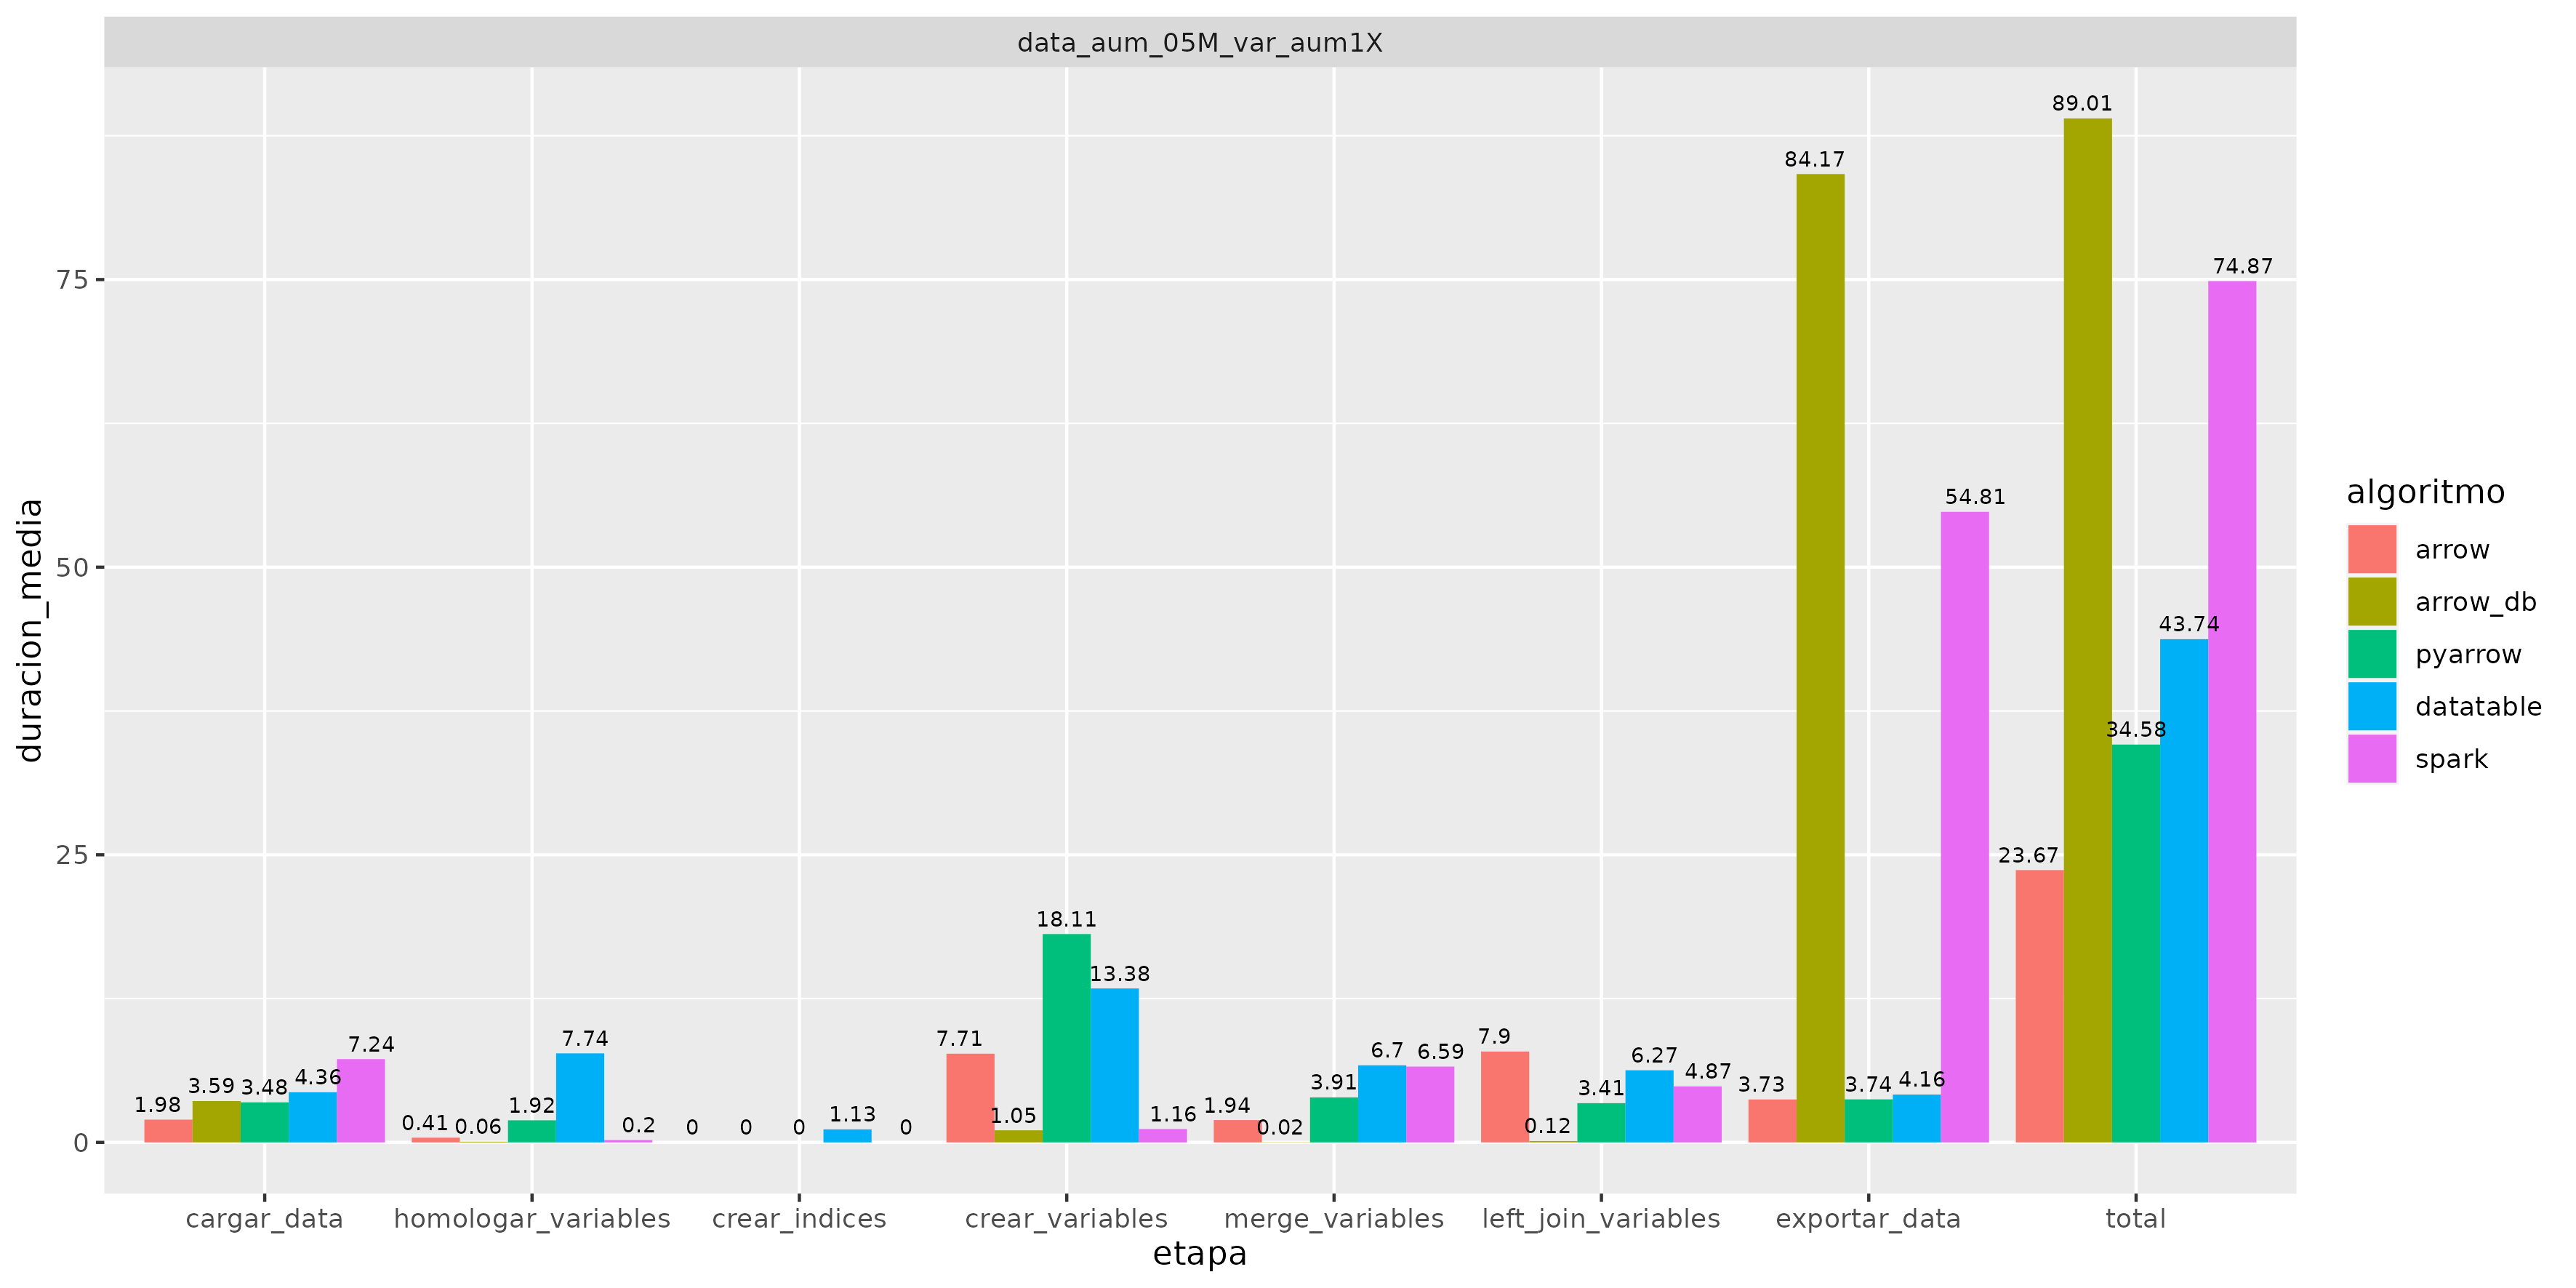 data_aum_05M_var_aum1X
duracion_media
75
50
25
0
1.98
3.59
3.48
4.36
7.24
0.41
0.06
1.92
7.74
0.2
0
0
0
1.13
0
7.71
1.05
18.11
13.38
1.16
1.94
0.02
3.91
6.7
6.59
7.9
0.12
3.41
6.27
4.87
3.73
84.17
3.74
4.16
54.81
23.67
89.01
34.58
43.74
74.87
cargar_data
homologar_variables
crear_indices
crear_variables
merge_variables
left_join_variables
exportar_data
total
etapa
algoritmo
arrow
arrow_db
pyarrow
datatable
spark